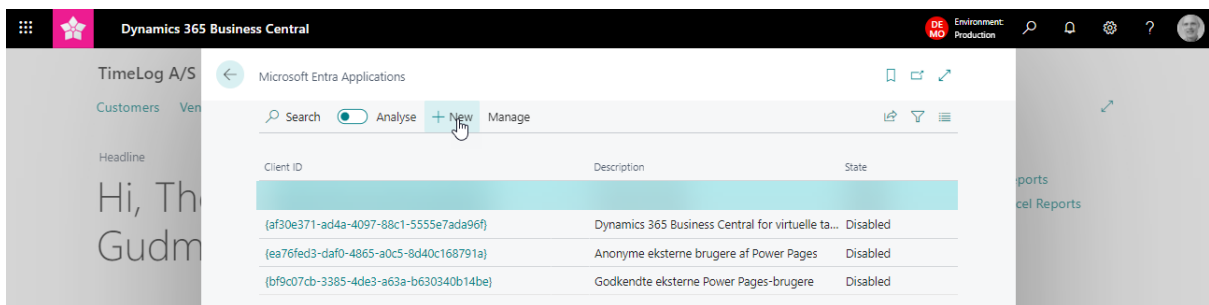 Dynamics 365 Business Central
DE
MO
Environment:
Production
?
TimeLog A/S
Microsoft Entra Applications
Customers Ven
Search Analyse + New Manage
Headline
Client ID Description State
Hi, Th
Gudm
eports
cel Reports
{af30e371-ad4a-4097-88c1-5555e7ada96f} Dynamics 365 Business Central for virtuelle ta... Disabled
{ea76fed3-daf0-4865-a0c5-8d40c168791a} Anonyme eksterne brugere af Power Pages Disabled
{bf9c07cb-3385-4de3-a63a-b630340b14be} Godkendte eksterne Power Pages-brugere Disabled